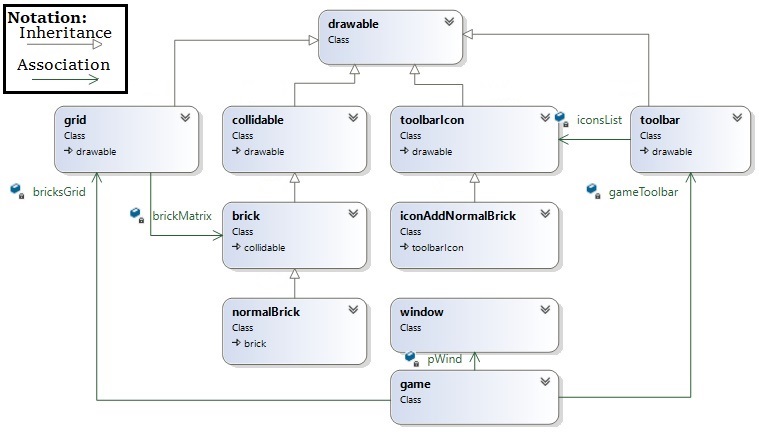 Notation:
Inheritance
Association
drawable
Class
grid
Class
drawable
collidable
Class
drawable
toolbarIcon
Class
drawable
iconsList
toolbar
Class
drawable
bricksGrid
brickMatrix
brick
Class
collidable
iconAddNormalBrick
Class
toolbarIcon
gameToolbar
normalBrick
Class
brick
window
Class
pWind
game
Class